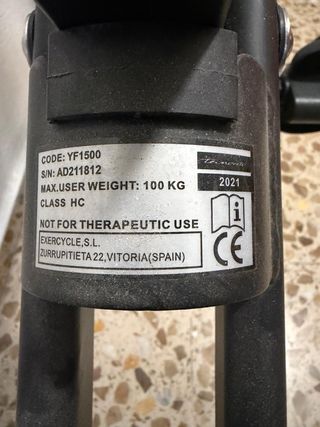 CODE: YF1500
S/N: AD211812
MAX.USER WEIGHT: 100 KG
CLASS HC
NOT FOR THERAPEUTIC USE
EXERCYCLE,S.L.
ZURRUPITIETA 22, VITORIA(SPAIN)
2021
i
CE